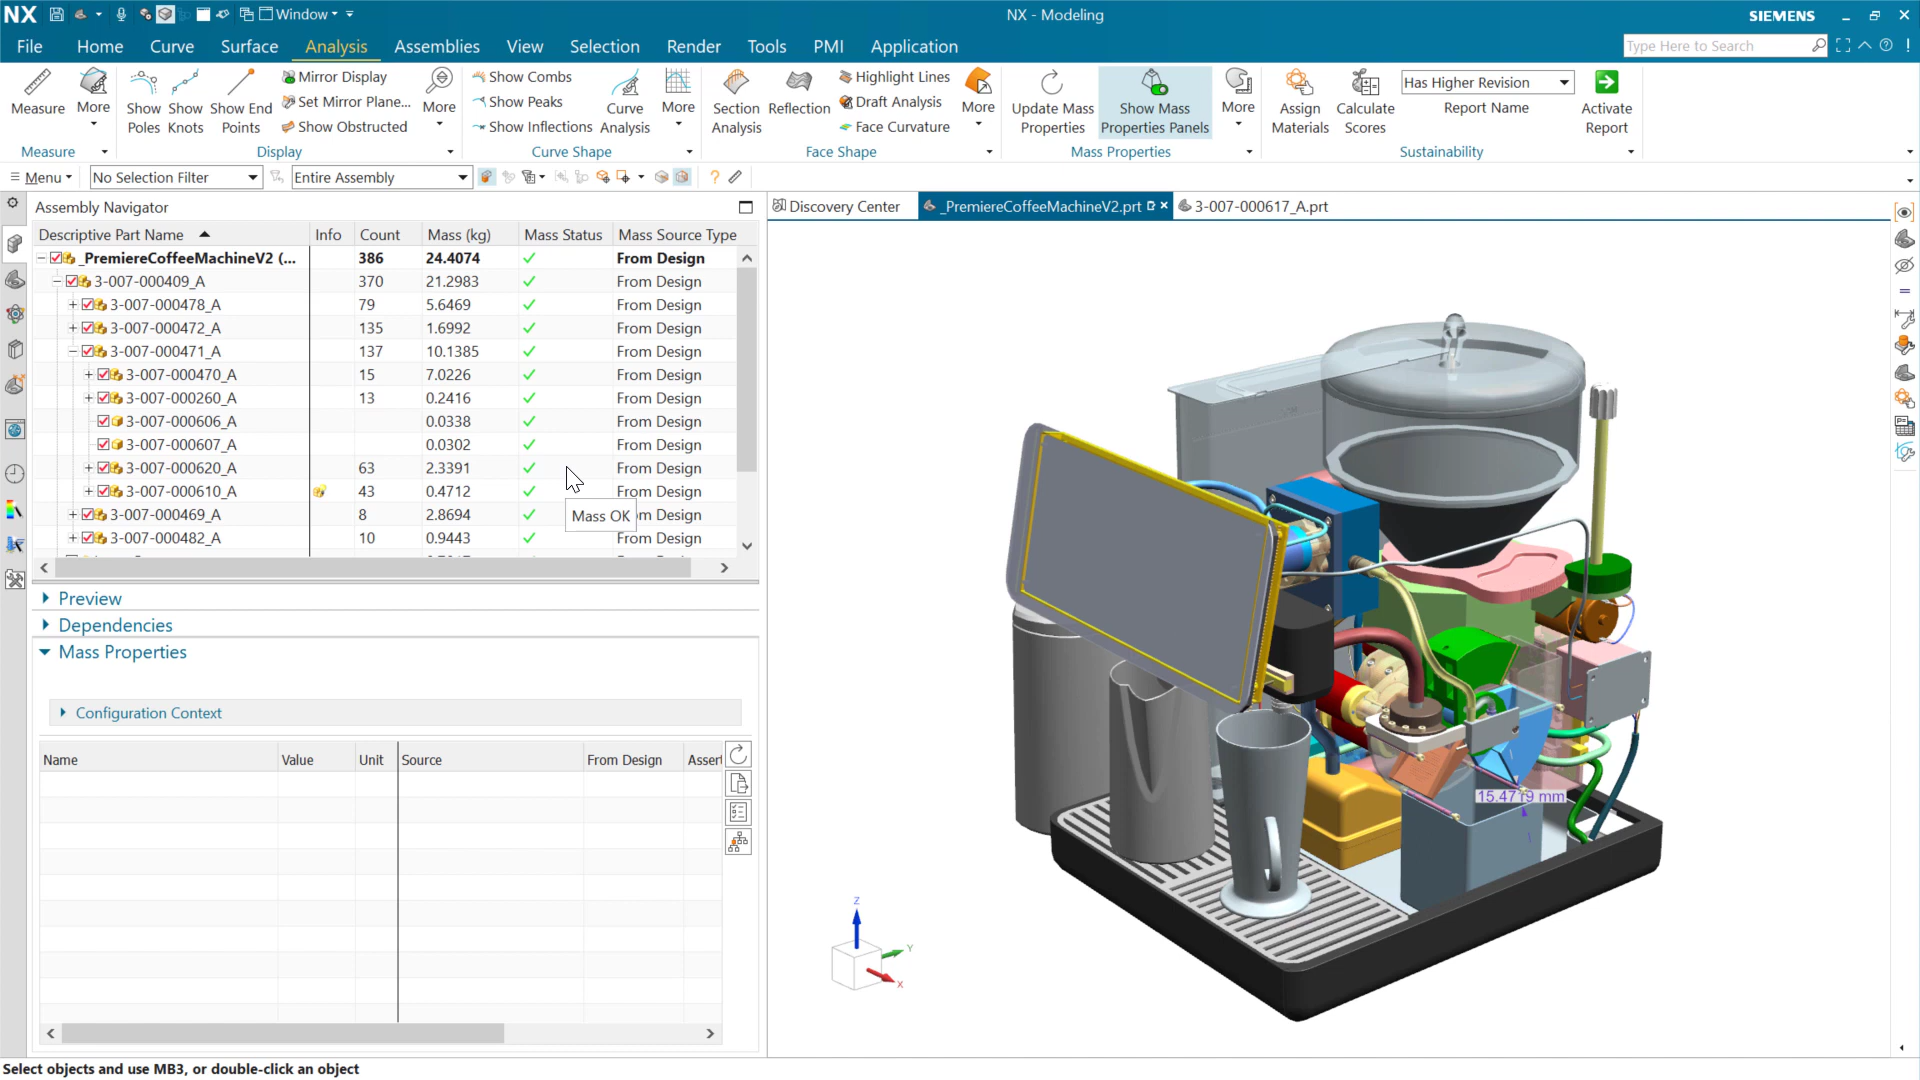 NX Window NX - Modeling SIEMENS
File Home Curve Surface Analysis Assemblies View Selection Render Tools PMI Application Type Here to Search
Measure More
Measure
Show Poles Show Knots Show End Points Mirror Display Set Mirror Plane... Show Obstructed More
Display
Show Combs Show Peaks Show Inflections Curve Analysis More
Curve Shape
Section Analysis Reflection Highlight Lines Draft Analysis Face Curvature More
Face Shape
Update Mass Properties Show Mass Properties Panels More
Mass Properties
Assign Materials Calculate Scores Has Higher Revision Report Name Activate Report
Sustainability
Menu No Selection Filter Entire Assembly
Assembly Navigator
Discovery Center _PremiereCoffeeMachineV2.prt 3-007-000617_A.prt
Descriptive Part Name Info Count Mass (kg) Mass Status Mass Source Type
_PremiereCoffeeMachineV2 (... 386 24.4074 From Design
3-007-000409_A 370 21.2983 From Design
3-007-000478_A 79 5.6469 From Design
3-007-000472_A 135 1.6992 From Design
3-007-000471_A 137 10.1385 From Design
3-007-000470_A 15 7.0226 From Design
3-007-000260_A 13 0.2416 From Design
3-007-000606_A 0.0338 From Design
3-007-000607_A 0.0302 From Design
3-007-000620_A 63 2.3391 From Design
3-007-000610_A 43 0.4712 From Design
3-007-000469_A 8 2.8694 Mass OK m Design
3-007-000482_A 10 0.9443 From Design
Preview
Dependencies
Mass Properties
Configuration Context
Name Value Unit Source From Design Assert
15.4719 mm
Z
Y
X
Select objects and use MB3, or double-click an object